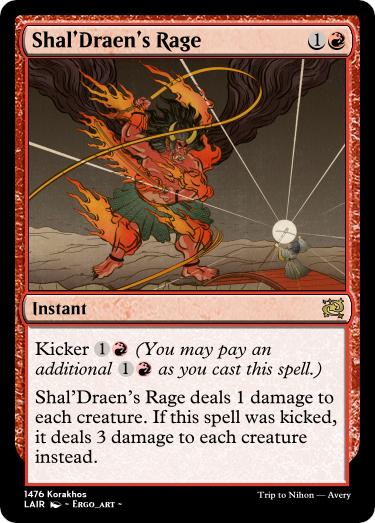 Shal'Draen's Rage 1
Instant
Kicker 1 (You may pay an
additional 1 as you cast this spell.)
Shal'Draen's Rage deals 1 damage to
each creature. If this spell was kicked,
it deals 3 damage to each creature
instead.
1476 Korakhos
LAIR ~ Ergo_art ~
Trip to Nihon — Avery